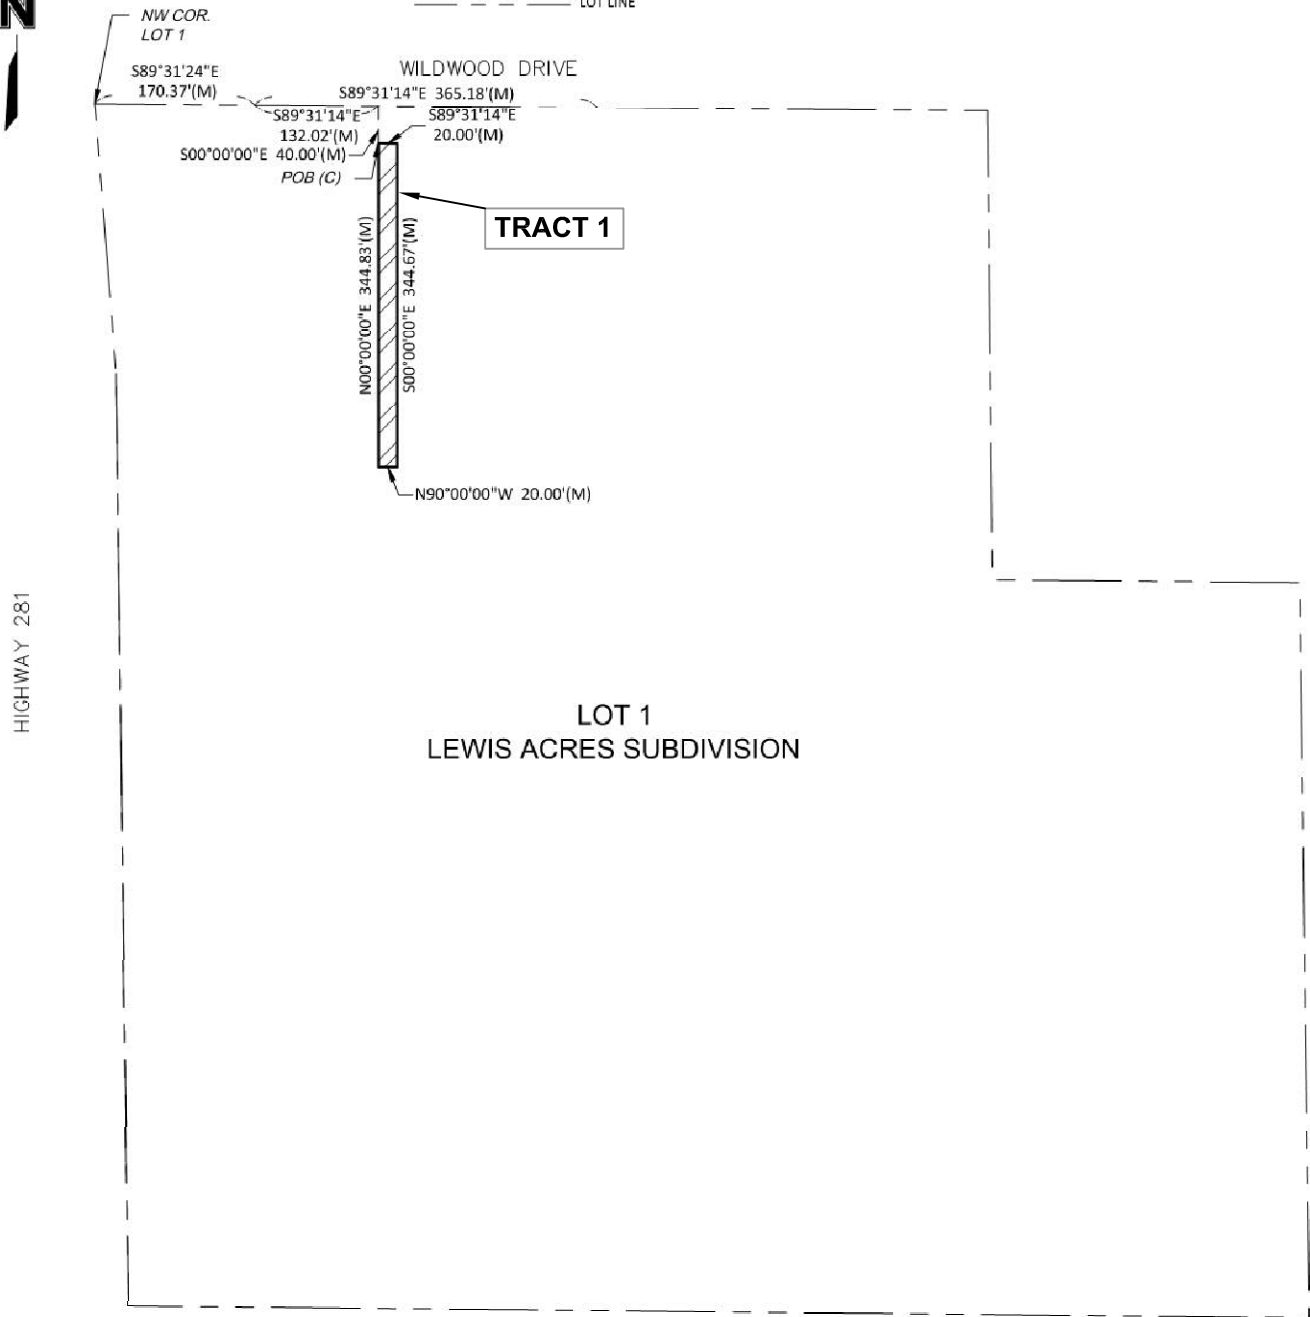 N
LOT LINE
NW COR.
LOT 1
S89°31'24"E
170.37'(M)
WILDWOOD DRIVE
S89°31'14"E 365.18'(M)
S89°31'14"E
132.02'(M)
S89°31'14"E
20.00'(M)
S00°00'00"E 40.00'(M)
POB (C)
TRACT 1
N00°00'00"E 344.83'(M)
S00°00'00"E 344.67'(M)
N90°00'00"W 20.00'(M)
HIGHWAY 281
LOT 1
LEWIS ACRES SUBDIVISION